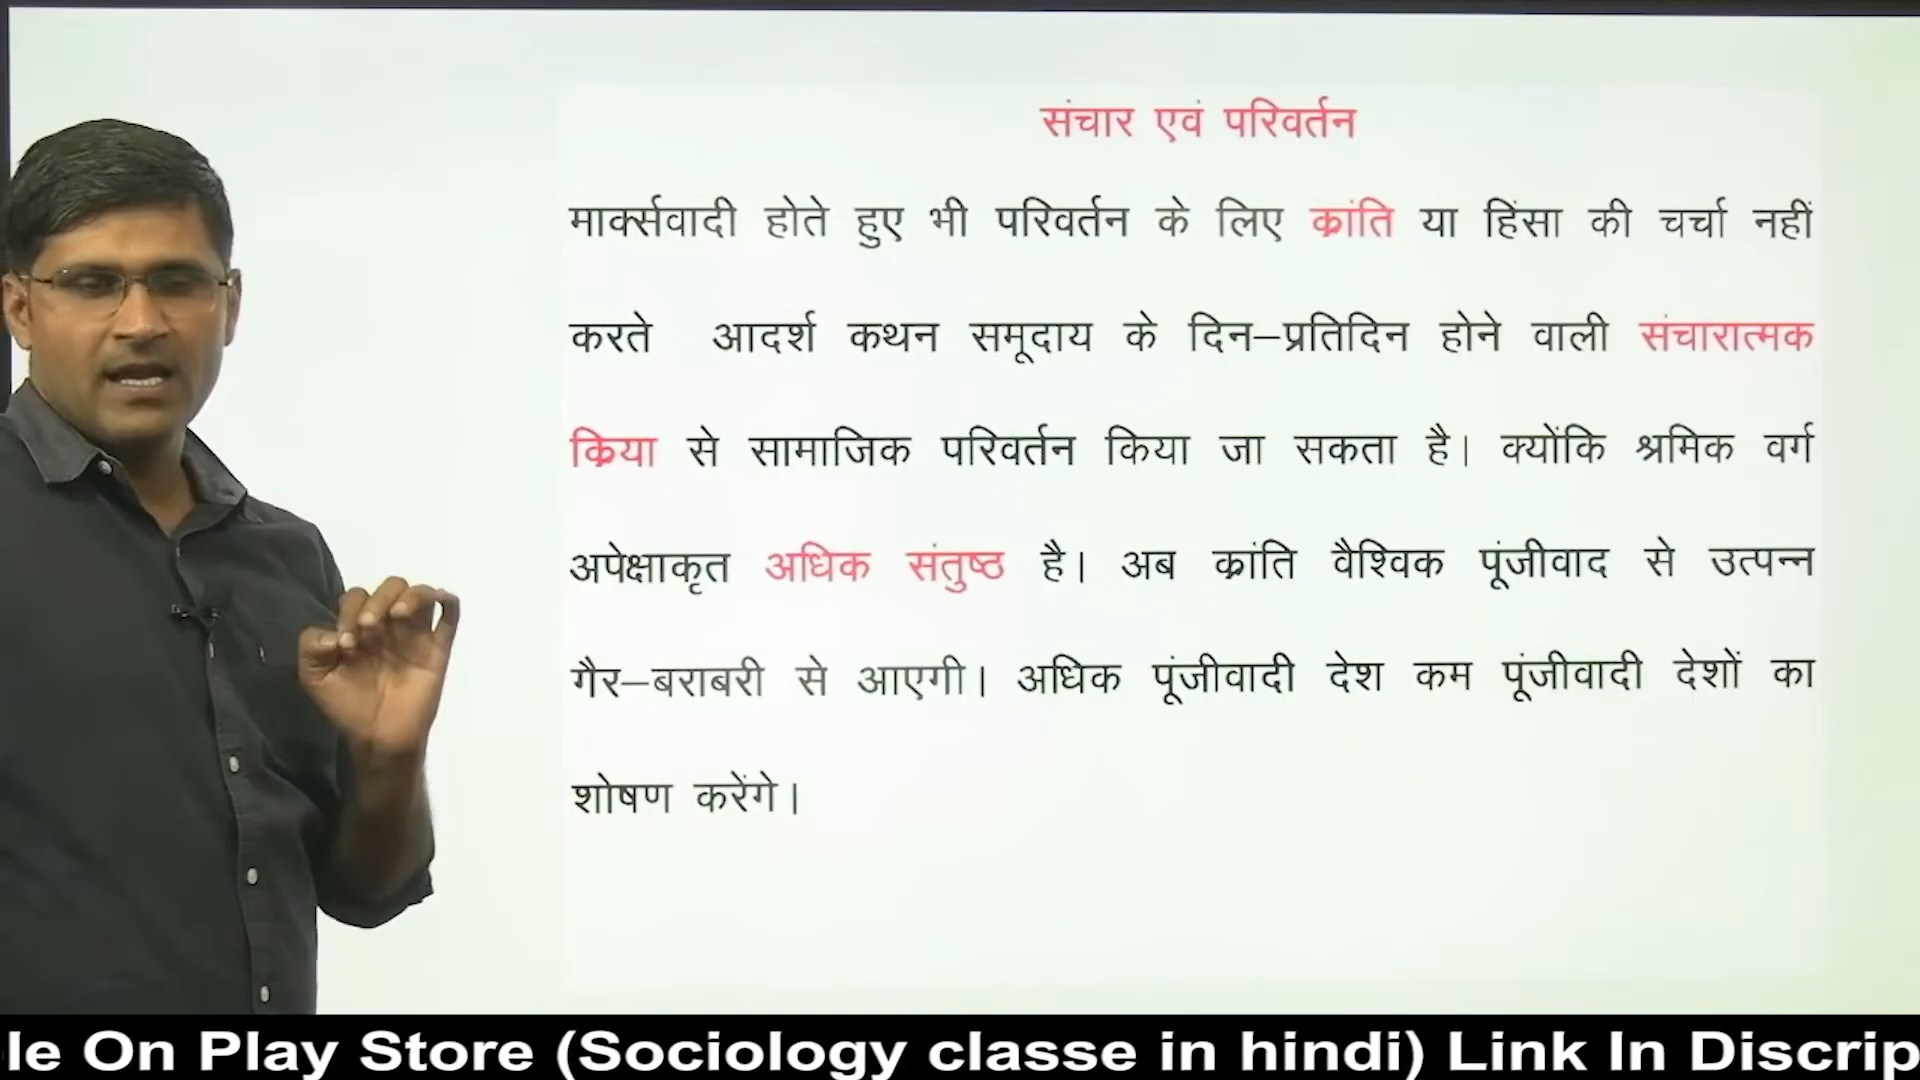 संचार एवं परिवर्तन
मार्क्सवादी होते हुए भी परिवर्तन के लिए क्रांति या हिंसा की चर्चा नहीं
करते आदर्श कथन समूदाय के दिन–प्रतिदिन होने वाली संचारात्मक
क्रिया से सामाजिक परिवर्तन किया जा सकता है। क्योंकि श्रमिक वर्ग
अपेक्षाकृत अधिक संतुष्ठ है। अब क्रांति वैश्विक पूंजीवाद से उत्पन्न
गैर–बराबरी से आएगी। अधिक पूंजीवादी देश कम पूंजीवादी देशों का
शोषण करेंगे।
le On Play Store (Sociology classe in hindi) Link In Discrip